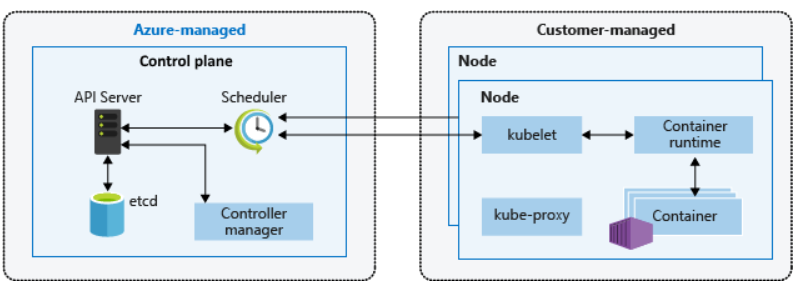 Azure-managed
Control plane
API Server
Scheduler
etcd
Controller
manager
Customer-managed
Node
Node
kubelet
Container
runtime
kube-proxy
Container